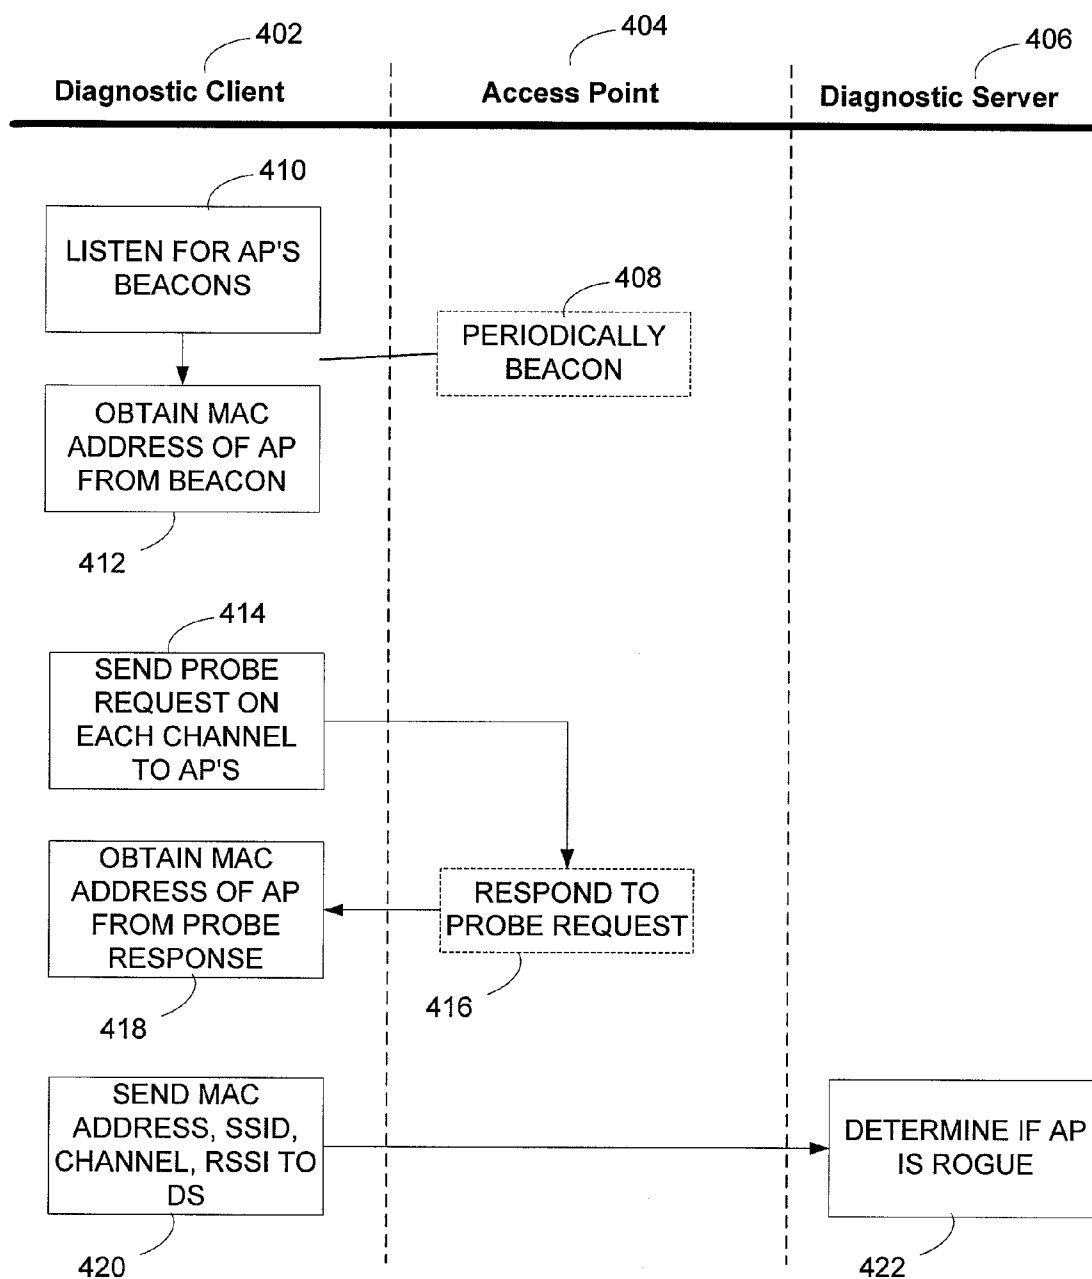 402
404
406
Diagnostic Client
Access Point
Diagnostic Server
410
LISTEN FOR AP'S
BEACONS
408
PERIODICALLY
BEACON
OBTAIN MAC
ADDRESS OF AP
FROM BEACON
412
414
SEND PROBE
REQUEST ON
EACH CHANNEL
TO AP'S
OBTAIN MAC
ADDRESS OF AP
FROM PROBE
RESPONSE
418
RESPOND TO
PROBE REQUEST
416
SEND MAC
ADDRESS, SSID,
CHANNEL, RSSI TO
DS
420
DETERMINE IF AP
IS ROGUE
422